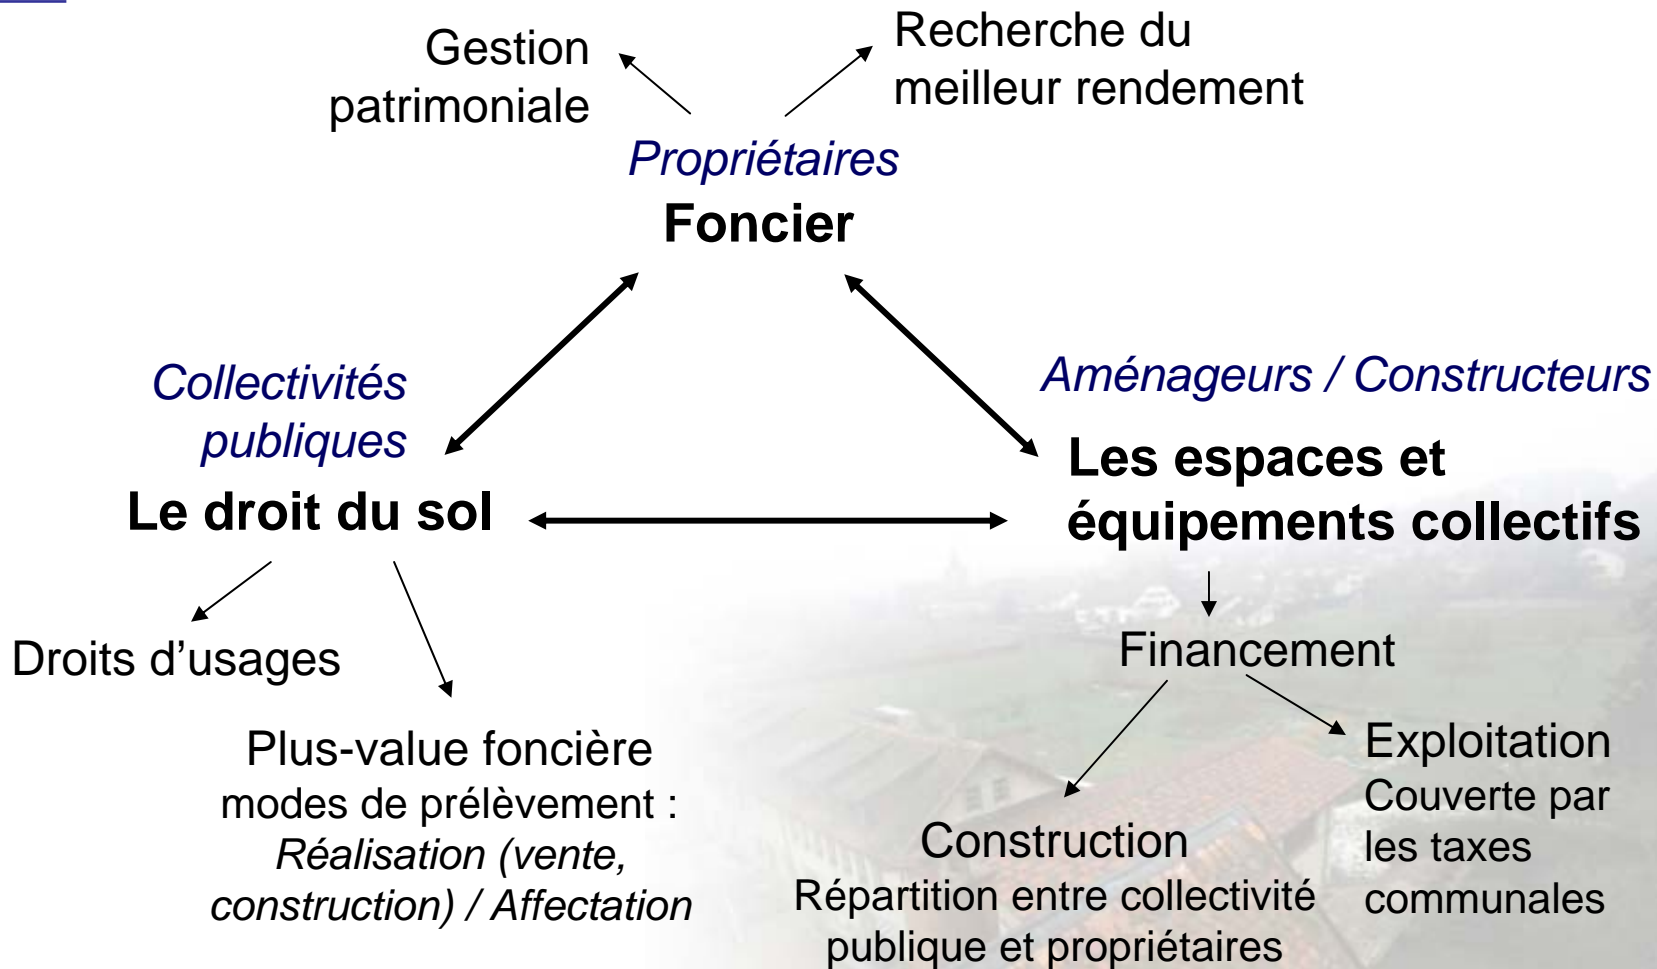 Gestion
patrimoniale
Recherche du
meilleur rendement
Propriétaires
Foncier
Collectivités
publiques
Le droit du sol
Aménageurs / Constructeurs
Les espaces et
équipements collectifs
Droits d’usages
Plus-value foncière
modes de prélèvement :
Réalisation (vente,
construction) / Affectation
Financement
Construction
Répartition entre collectivité
publique et propriétaires
Exploitation
Couverte par
les taxes
communales